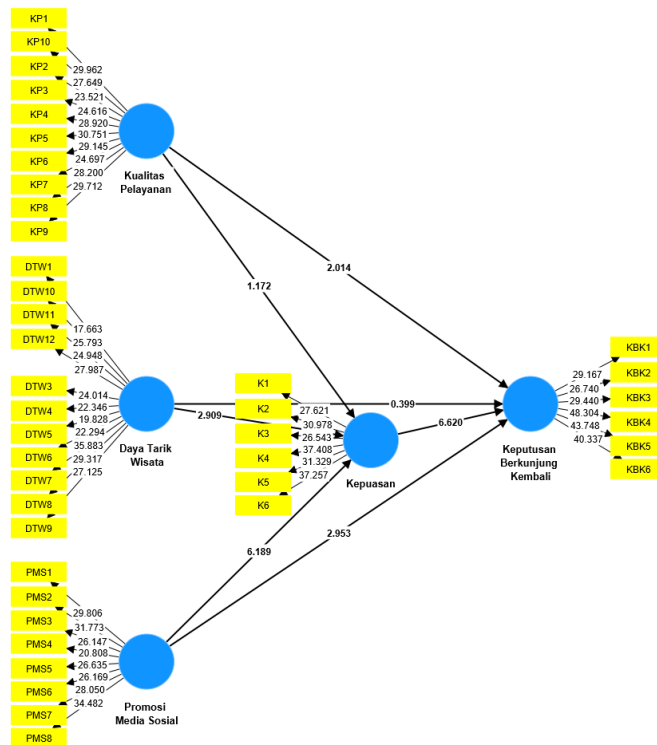 KP1
KP10
KP2
KP3
KP4
KP5
KP6
KP7
KP8
KP9
29.962
27.649
23.521
24.616
28.920
30.751
29.145
24.697
28.200
29.712
Kualitas
Pelayanan
2.014
1.172
DTW1
DTW10
DTW11
DTW12
DTW3
DTW4
DTW5
DTW6
DTW7
DTW8
DTW9
17.663
25.793
24.948
27.987
24.014
22.346
19.828
22.294
35.883
29.317
27.125
Daya Tarik
Wisata
0.399
2.909
K1
K2
K3
K4
K5
K6
27.621
30.978
26.543
37.408
31.329
37.257
Kepuasan
6.620
KBK1
KBK2
KBK3
KBK4
KBK5
KBK6
29.167
26.740
29.440
48.304
43.748
40.337
Keputusan
Berkunjung
Kembali
6.189
2.953
PMS1
PMS2
PMS3
PMS4
PMS5
PMS6
PMS7
PMS8
29.806
31.773
26.147
20.808
26.635
26.169
28.050
34.482
Promosi
Media Sosial